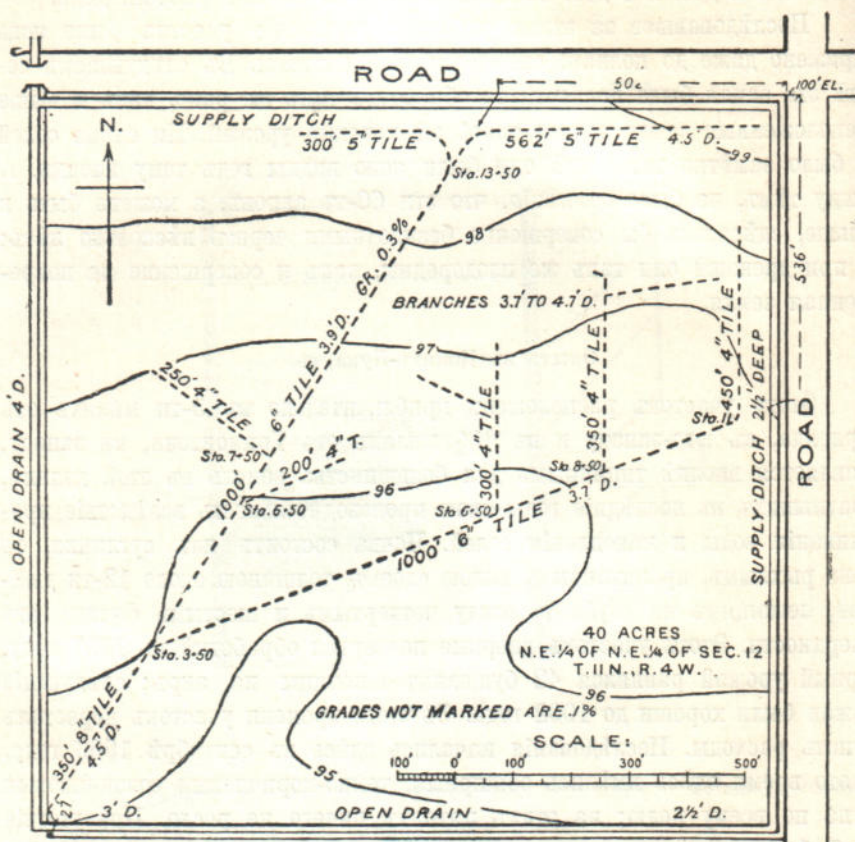 ROAD
50'
100' EL.
N.
SUPPLY DITCH
300' 5" TILE
562' 5" TILE
4.5' D.
99
Sta. 13+50
98
536'
GR. 0.3%
BRANCHES 3.7 TO 4.7' D.
3.9' D.
97
6" TILE
OPEN DRAIN 4' D.
250' 4" TILE
300' 4" TILE
350' 4" TILE
450' 4" TILE
SUPPLY DITCH 2½' DEEP
ROAD
Sta. 7+50
200' 4" T.
Sta. 8+50
3.7' D.
1000'
96
Sta. 6+50
Sta. 6+50
1000' 6" TILE
40 ACRES
N.E. ¼ OF N.E. ¼ OF SEC. 12
T. 11 N., R. 4 W.
Sta. 3+50
96
GRADES NOT MARKED ARE .1%
SCALE.
350' 8" TILE
4.5' D.
95
100 0 100 300 500
3' D.
OPEN DRAIN
2½' D.